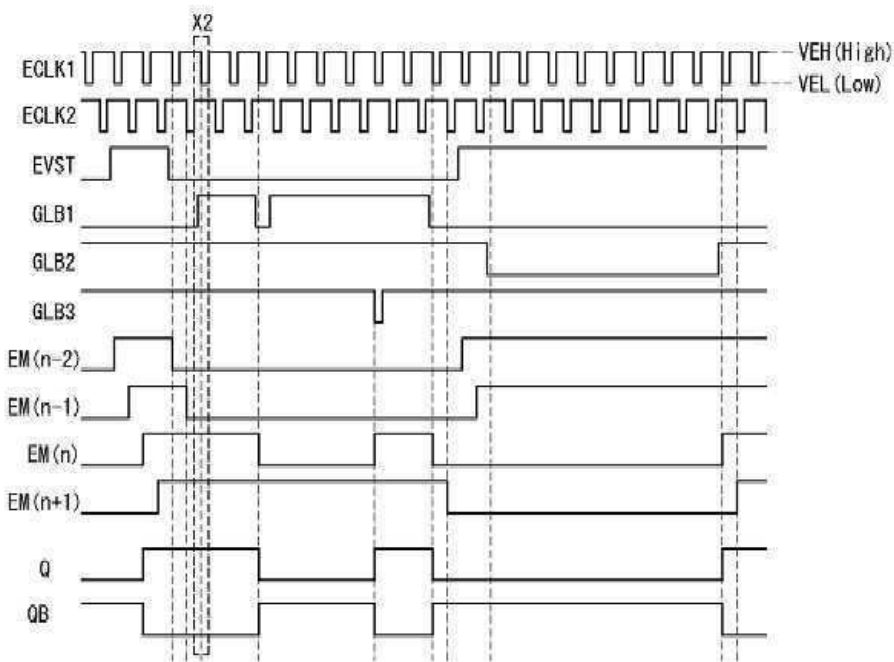 X2
ECLK1
VEH(High)
VEL(Low)
ECLK2
EVST
GLB1
GLB2
GLB3
EM(n-2)
EM(n-1)
EM(n)
EM(n+1)
Q
QB